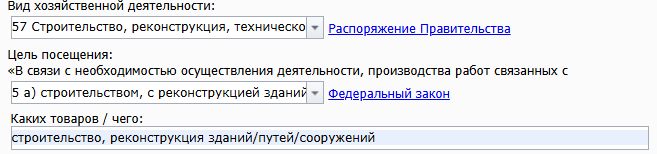 Вид хозяйственной деятельности:
57 Строительство, реконструкция, техническо Распоряжение Правительства
Цель посещения:
«В связи с необходимостью осуществления деятельности, производства работ связанных с
5 а) строительством, с реконструкцией зданий Федеральный закон
Каких товаров / чего:
строительство, реконструкция зданий/путей/сооружений